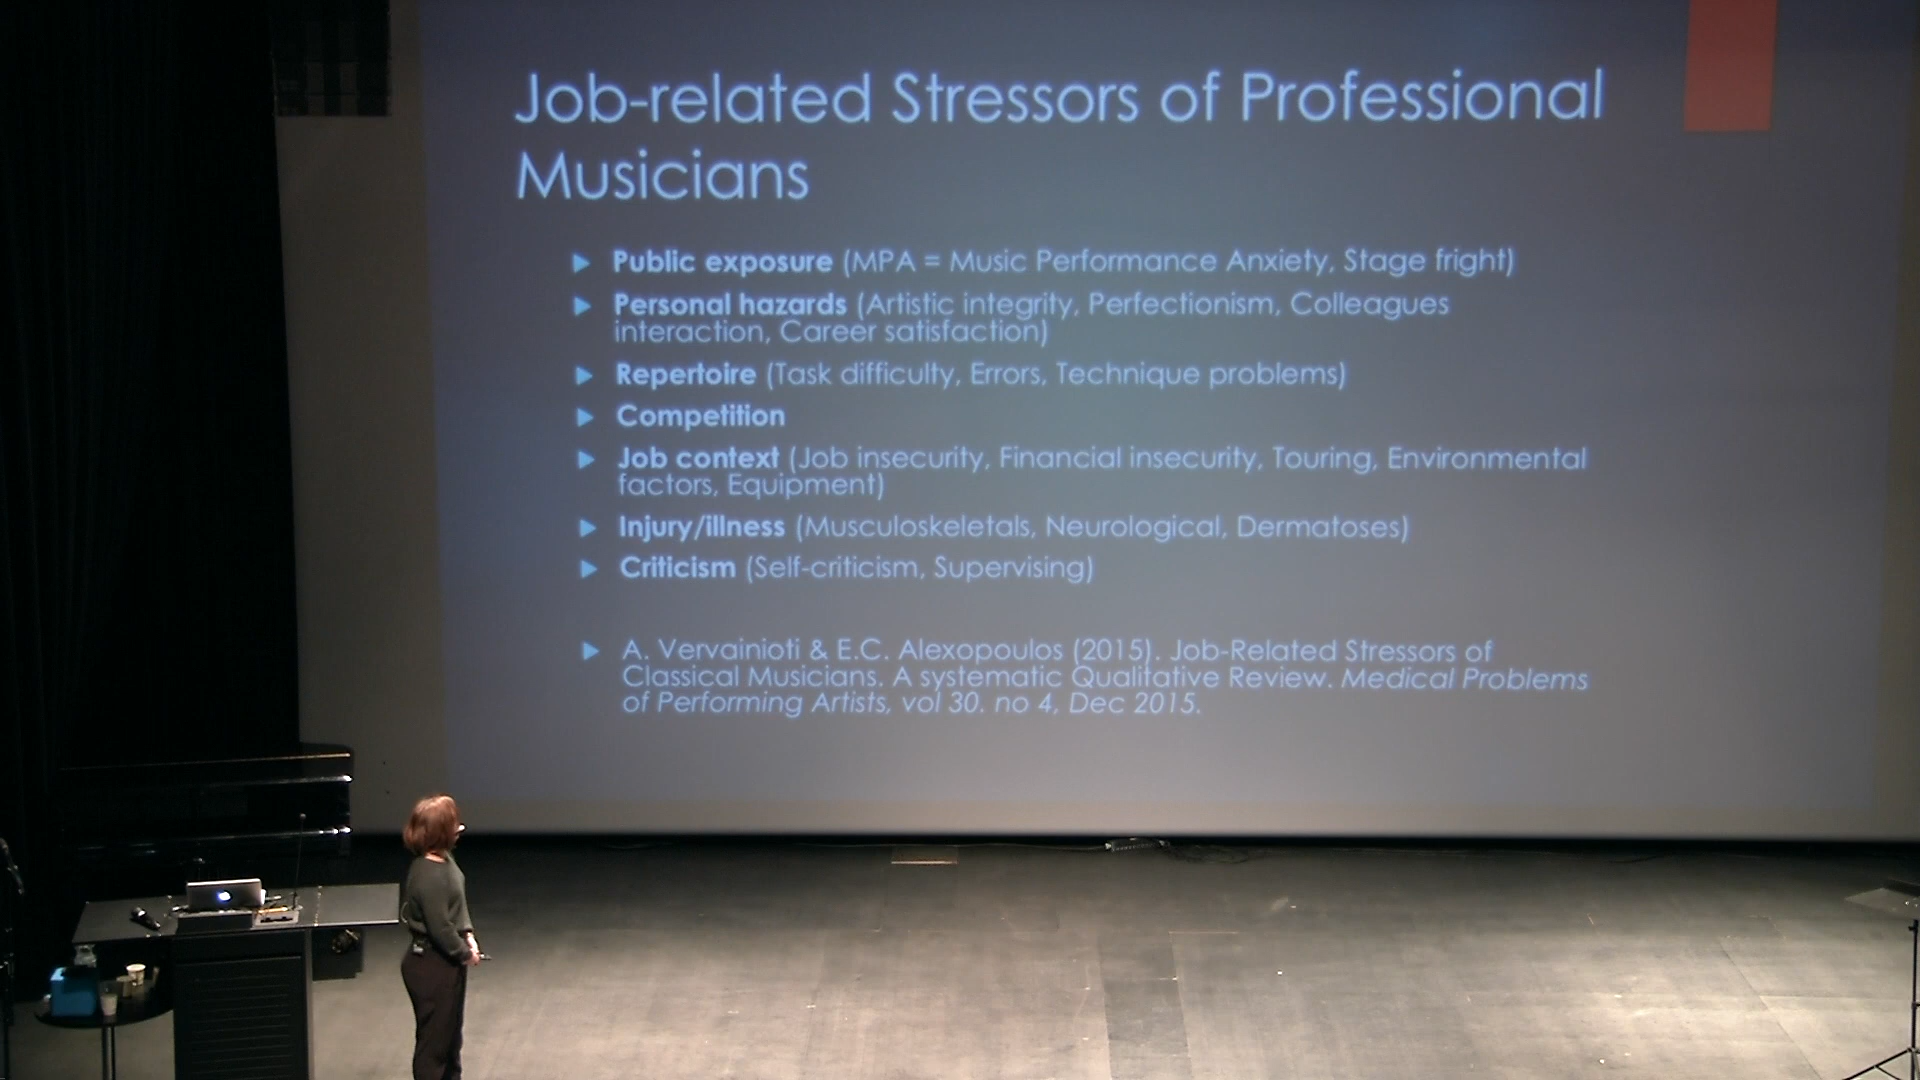 Job-related Stressors of Professional
Musicians
Public exposure (MPA = Music Performance Anxiety, Stage fright)
Personal hazards (Artistic integrity, Perfectionism, Colleagues
interaction, Career satisfaction)
Repertoire (Task difficulty, Errors, Technique problems)
Competition
Job context (Job insecurity, Financial insecurity, Touring, Environmental
factors, Equipment)
Injury/illness (Musculoskeletals, Neurological, Dermatoses)
Criticism (Self-criticism, Supervising)
A. Vervainioti & E.C. Alexopoulos (2015). Job-Related Stressors of
Classical Musicians. A systematic Qualitative Review. Medical Problems
of Performing Artists, vol 30. no 4, Dec 2015.